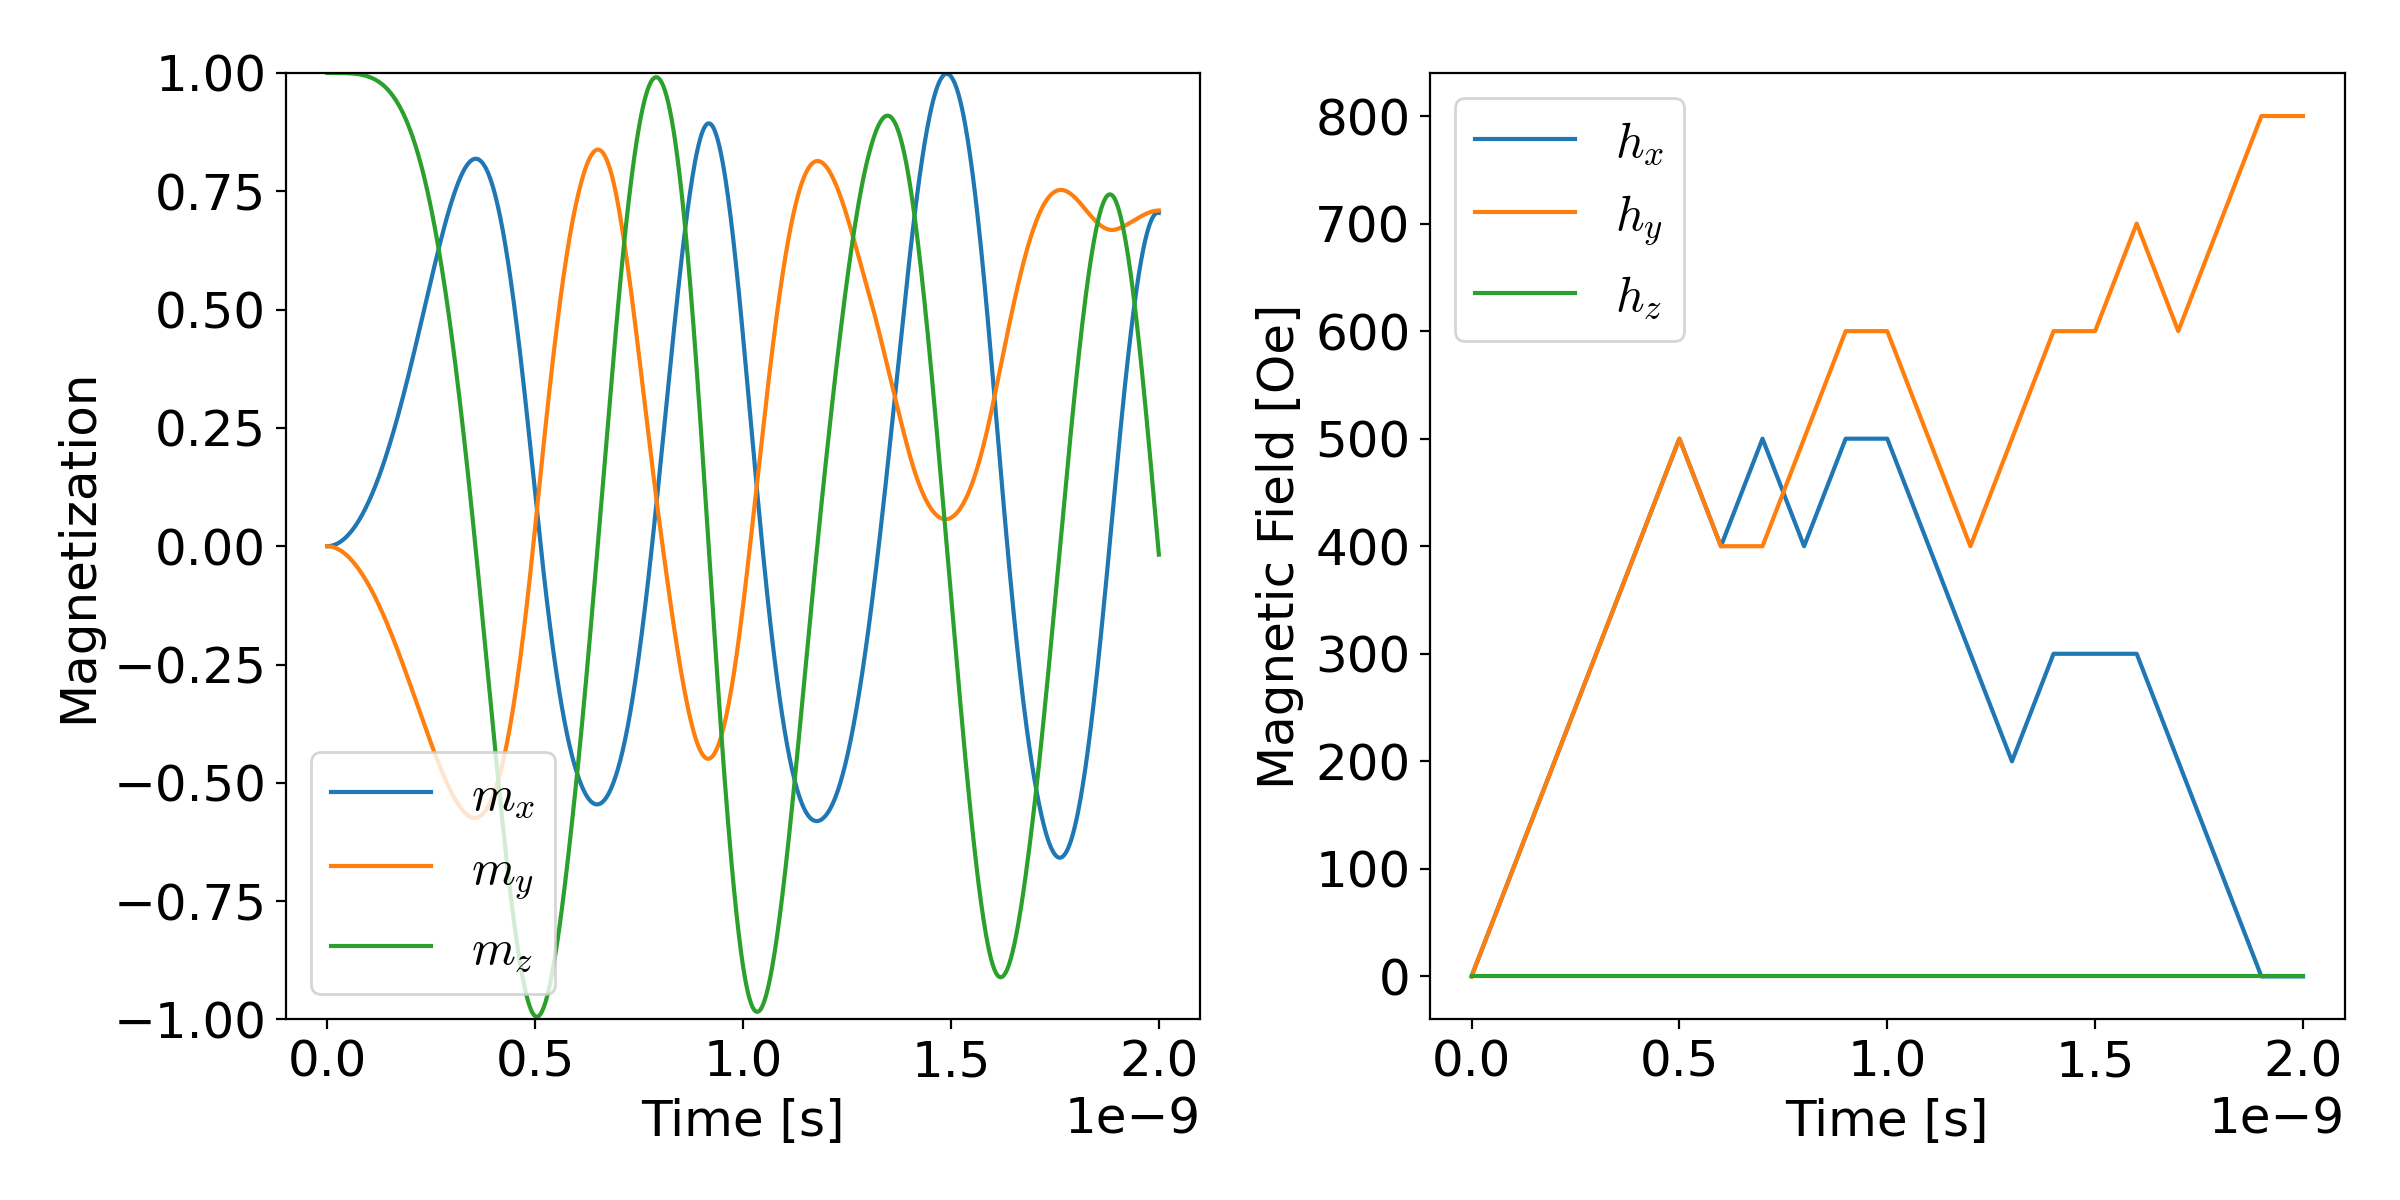 Magnetization
1.00
0.75
0.50
0.25
0.00
−0.25
−0.50
−0.75
−1.00
m_x
m_y
m_z
0.0 0.5 1.0 1.5 2.0
Time [s]
1e−9
Magnetic Field [Oe]
800
700
600
500
400
300
200
100
0
h_x
h_y
h_z
0.0 0.5 1.0 1.5 2.0
Time [s]
1e−9